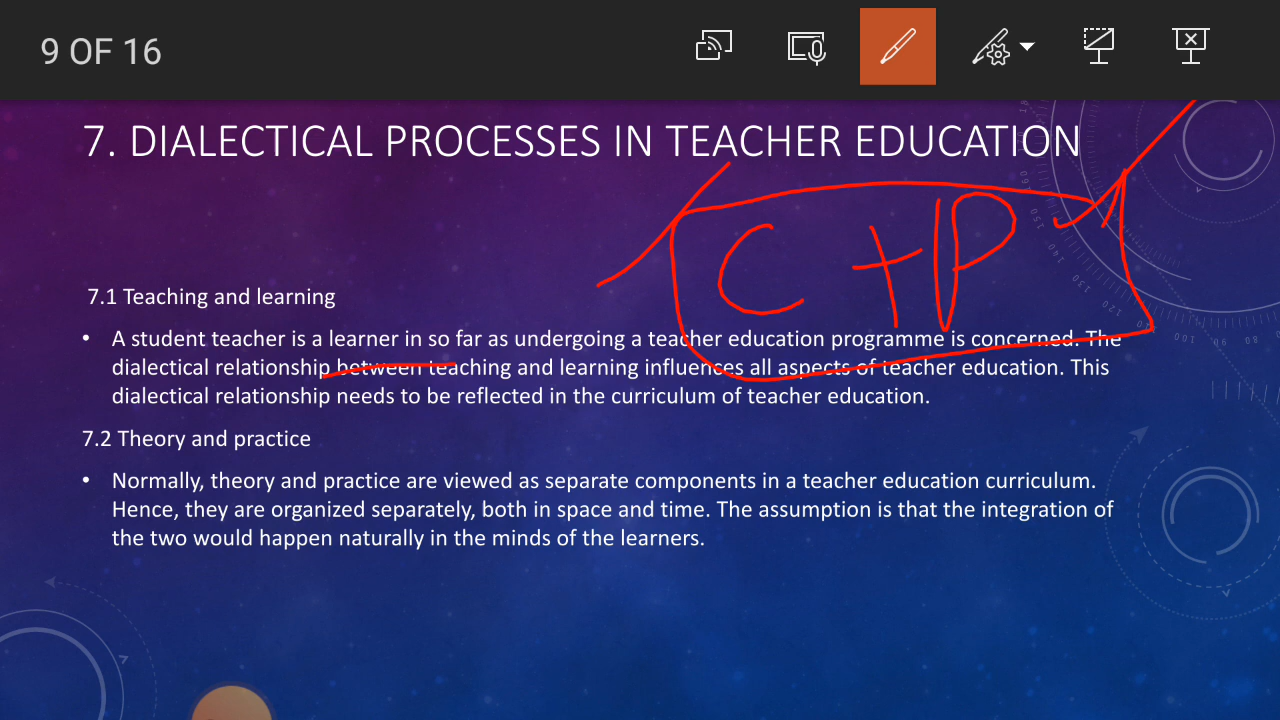 9 OF 16
7. DIALECTICAL PROCESSES IN TEACHER EDUCATION
C + P
7.1 Teaching and learning
• A student teacher is a learner in so far as undergoing a teacher education programme is concerned. The
dialectical relationship between teaching and learning influences all aspects of teacher education. This
dialectical relationship needs to be reflected in the curriculum of teacher education.
7.2 Theory and practice
• Normally, theory and practice are viewed as separate components in a teacher education curriculum.
Hence, they are organized separately, both in space and time. The assumption is that the integration of
the two would happen naturally in the minds of the learners.